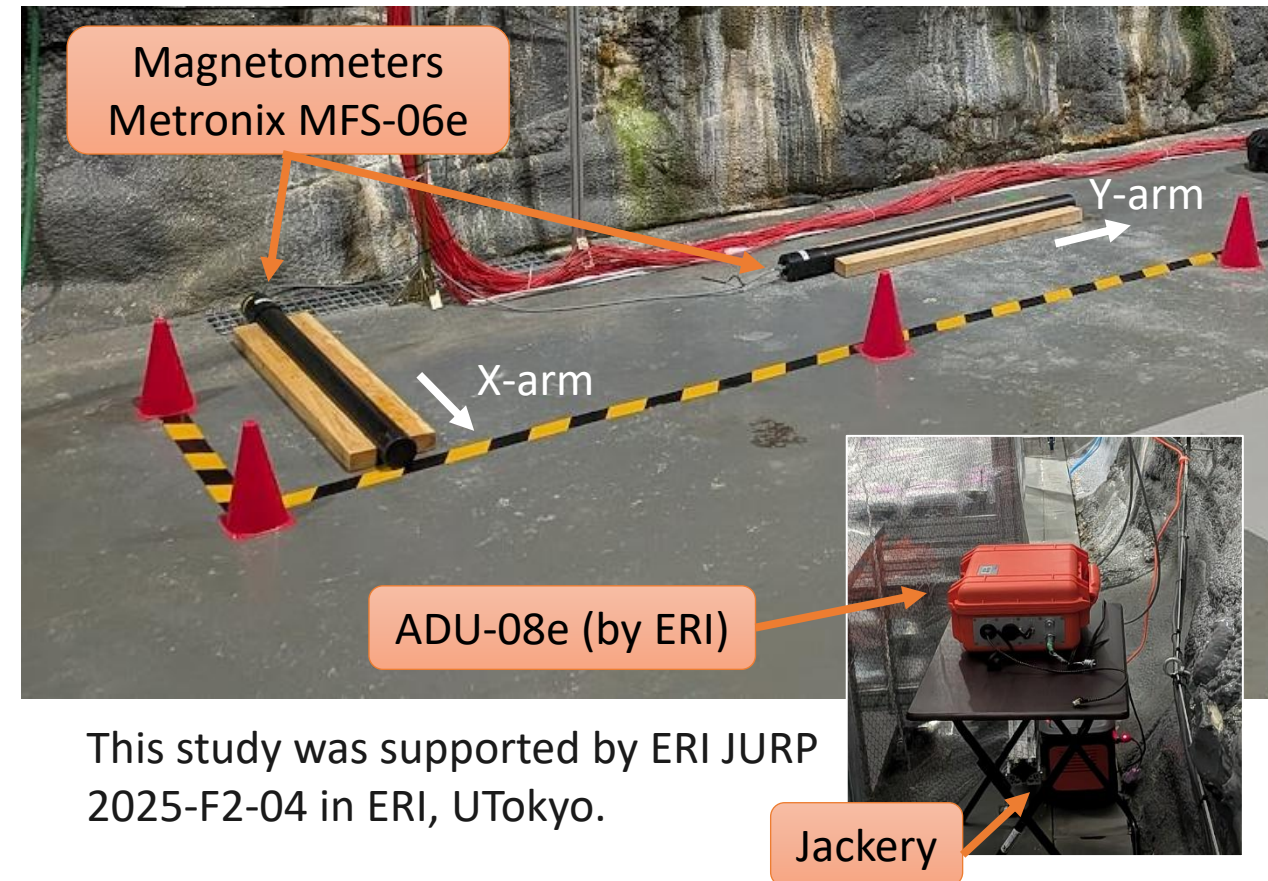 Magnetometers
Metronix MFS-06e
Y-arm
X-arm
ADU-08e (by ERI)
This study was supported by ERI JURP
2025-F2-04 in ERI, UTokyo.
Jackery